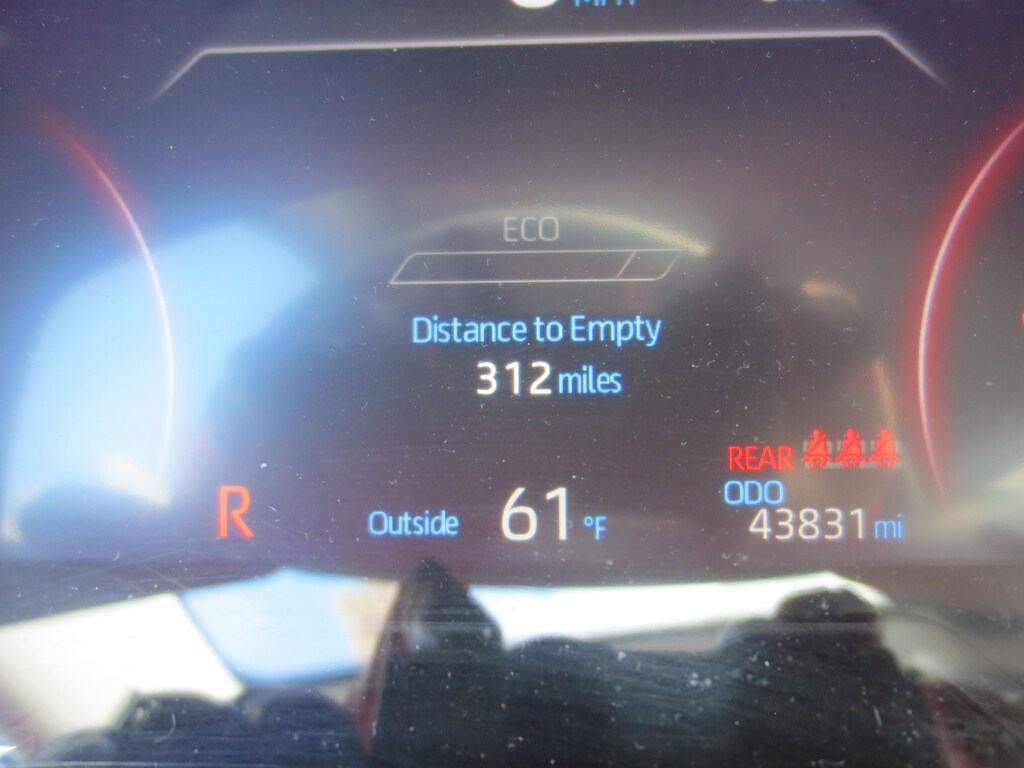 ECO
Distance to Empty
312 miles
REAR
ODO
R Outside 61 °F 43831 mi